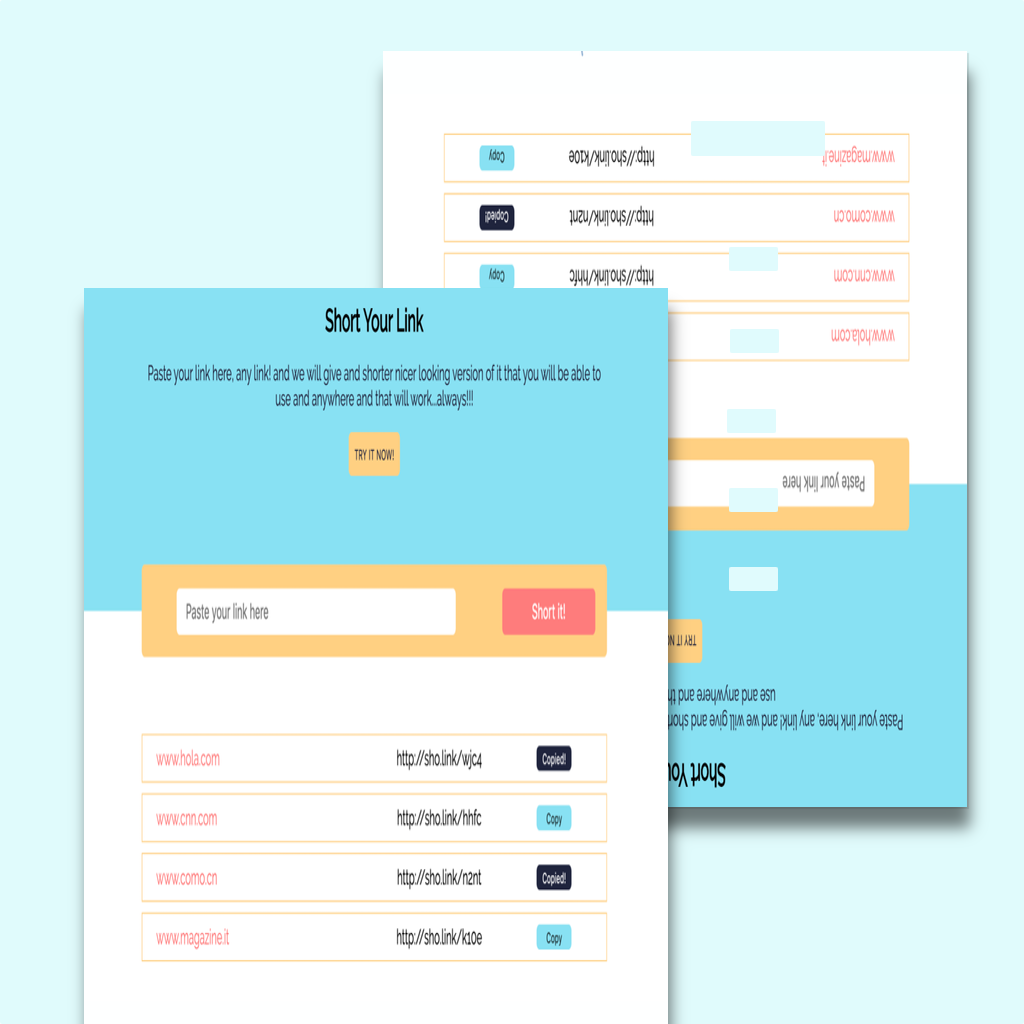 Short Your Link
Paste your link here, any link! and we will give and shorter nicer looking version of it that you will be able to
use and anywhere and that will work...always!!!
TRY IT NOW!
Paste your link here
Short it!
www.hola.com http://sho.link/wjc4 Copied!
www.cnn.com http://sho.link/hhfc Copy
www.como.cn http://sho.link/n2nt Copied!
www.magazine.it http://sho.link/k10e Copy
Short You
Paste your link here, any link! and we will give and short
use and anywhere and th
TRY IT NO
Paste your link here
www.hola.com
www.cnn.com http://sho.link/hhfc Copy
www.como.cn http://sho.link/n2nt Copied!
www.magazine.it http://sho.link/k10e Copy